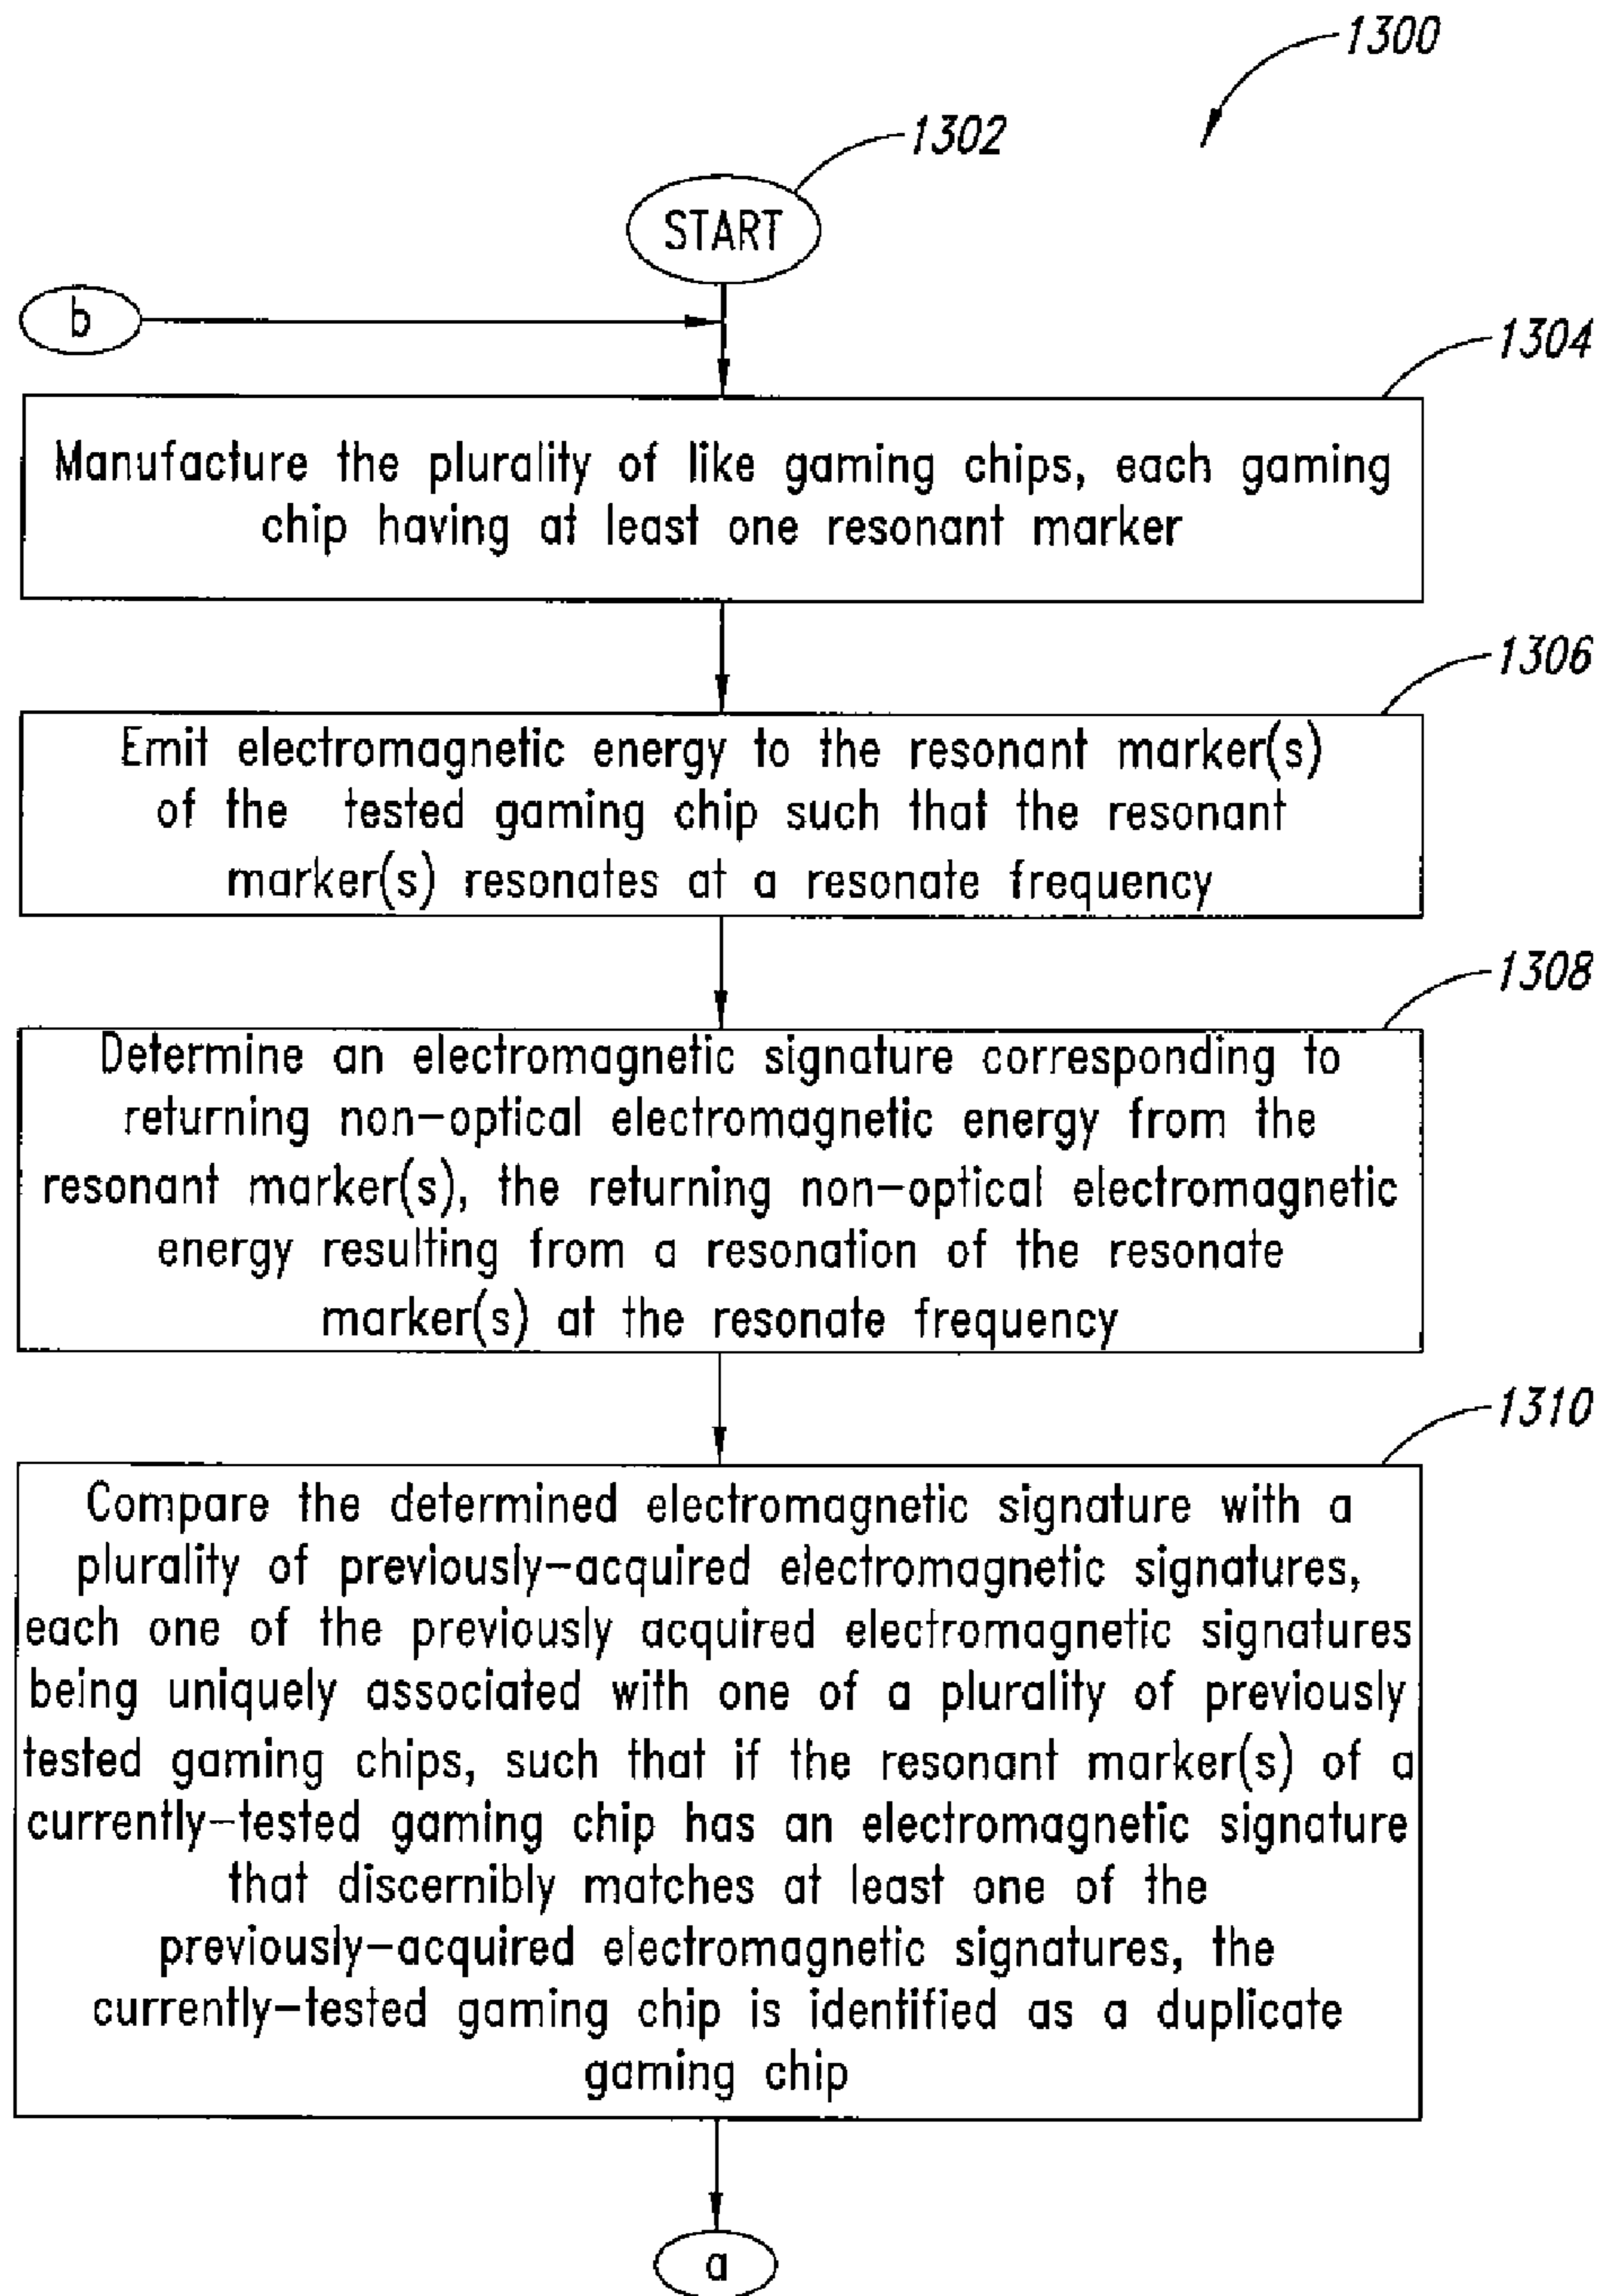 1300
1302
START
b
1304
Manufacture the plurality of like gaming chips, each gaming
chip having at least one resonant marker
1306
Emit electromagnetic energy to the resonant marker(s)
of the tested gaming chip such that the resonant
marker(s) resonates at a resonate frequency
1308
Determine an electromagnetic signature corresponding to
returning non-optical electromagnetic energy from the
resonant marker(s), the returning non-optical electromagnetic
energy resulting from a resonation of the resonate
marker(s) at the resonate frequency
1310
Compare the determined electromagnetic signature with a
plurality of previously-acquired electromagnetic signatures,
each one of the previously acquired electromagnetic signatures
being uniquely associated with one of a plurality of previously
tested gaming chips, such that if the resonant marker(s) of a
currently-tested gaming chip has an electromagnetic signature
that discernibly matches at least one of the
previously-acquired electromagnetic signatures, the
currently-tested gaming chip is identified as a duplicate
gaming chip
a